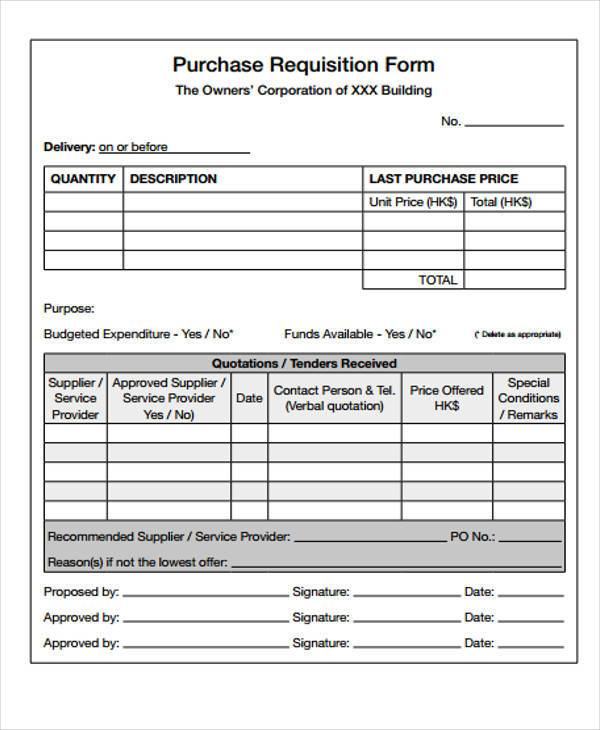 Purchase Requisition Form
The Owners’ Corporation of XXX Building
No.
Delivery: on or before
QUANTITY DESCRIPTION LAST PURCHASE PRICE
Unit Price (HK$) Total (HK$)
TOTAL
Purpose:
Budgeted Expenditure - Yes / No* Funds Available - Yes / No* (* Delete as appropriate)
Quotations / Tenders Received
Supplier / Service Provider
Approved Supplier / Service Provider Yes / No)
Date
Contact Person & Tel. (Verbal quotation)
Price Offered HK$
Special Conditions / Remarks
Recommended Supplier / Service Provider: PO No.:
Reason(s) if not the lowest offer:
Proposed by: Signature: Date:
Approved by: Signature: Date:
Approved by: Signature: Date: